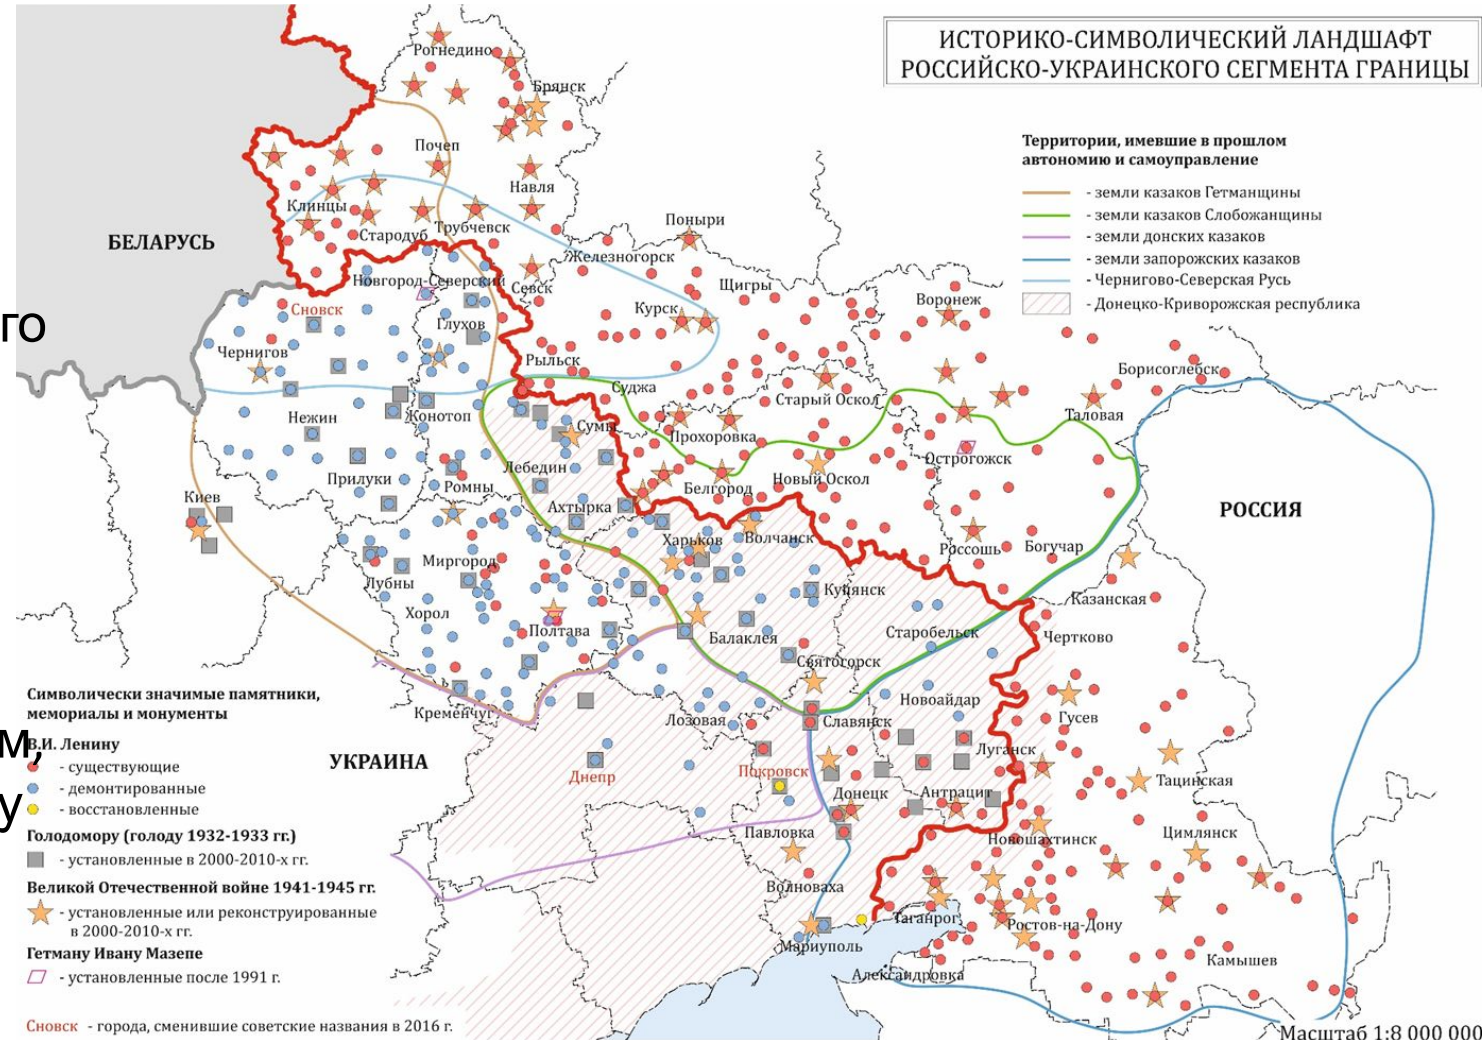 ИСТОРИКО-СИМВОЛИЧЕСКИЙ ЛАНДШАФТ
РОССИЙСКО-УКРАИНСКОГО СЕГМЕНТА ГРАНИЦЫ
Территории, имевшие в прошлом
автономию и самоуправление
- земли казаков Гетманщины
- земли казаков Слобожанщины
- земли донских казаков
- земли запорожских казаков
- Чернигово-Северская Русь
- Донецко-Криворожская республика
Рогнедино
Брянск
Почеп
Навля
Клинцы
Стародуб
Трубчевск
Поныри
БЕЛАРУСЬ
Железногорск
Новгород-Северский
Севск
Щигры
Воронеж
Сновск
Курск
го
Глухов
Чернигов
Рыльск
Борисоглебск
Суджа
Старый Оскол
Таловая
Нежин
Конотоп
Сумы
Прохоровка
Острогожск
Лебедин
Прилуки
Ромны
Белгород
Новый Оскол
Киев
Ахтырка
РОССИЯ
Харьков
Волчанск
Россошь
Богучар
Миргород
Лубны
Купянск
Казанская
Хорол
Полтава
Балаклея
Старобельск
Чертково
Святогорск
Символически значимые памятники,
мемориалы и монументы
Новоайдар
Кременчуг
Лозовая
Славянск
Гусев
м,
В.И. Ленину
- существующие
- демонтированные
- восстановленные
у
УКРАИНА
Луганск
Днепр
Покровск
Тацинская
Донецк
Антрацит
Голодомору (голоду 1932-1933 гг.)
- установленные в 2000-2010-х гг.
Павловка
Новошахтинск
Цимлянск
Великой Отечественной войне 1941-1945 гг.
- установленные или реконструированные
в 2000-2010-х гг.
Волноваха
Таганрог
Ростов-на-Дону
Гетману Ивану Мазепе
- установленные после 1991 г.
Мариуполь
Александровка
Камышев
Сновск - города, сменившие советские названия в 2016 г.
Масштаб 1:8 000 000